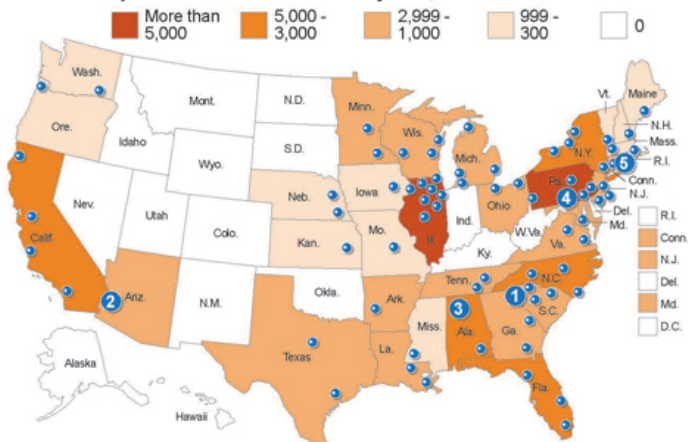 More than
5,000
5,000 -
3,000
2,999 -
1,000
999 -
300
0
Wash.
Ore.
Calif.
Idaho
Nev.
Mont.
Wyo.
Utah
Ariz.
Colo.
N.M.
N.D.
S.D.
Neb.
Kan.
Okla.
Texas
Minn.
Iowa
Mo.
Ark.
La.
Wis.
Ill.
Mich.
Ind.
Ohio
Ky.
Tenn.
Miss.
Ala.
Ga.
Fla.
S.C.
N.C.
Va.
W.Va.
Pa.
N.Y.
Vt.
Maine
N.H.
Mass.
R.I.
Conn.
N.J.
Del.
Md.
R.I.
Conn.
N.J.
Del.
Md.
D.C.
Alaska
Hawaii
1
2
3
4
5